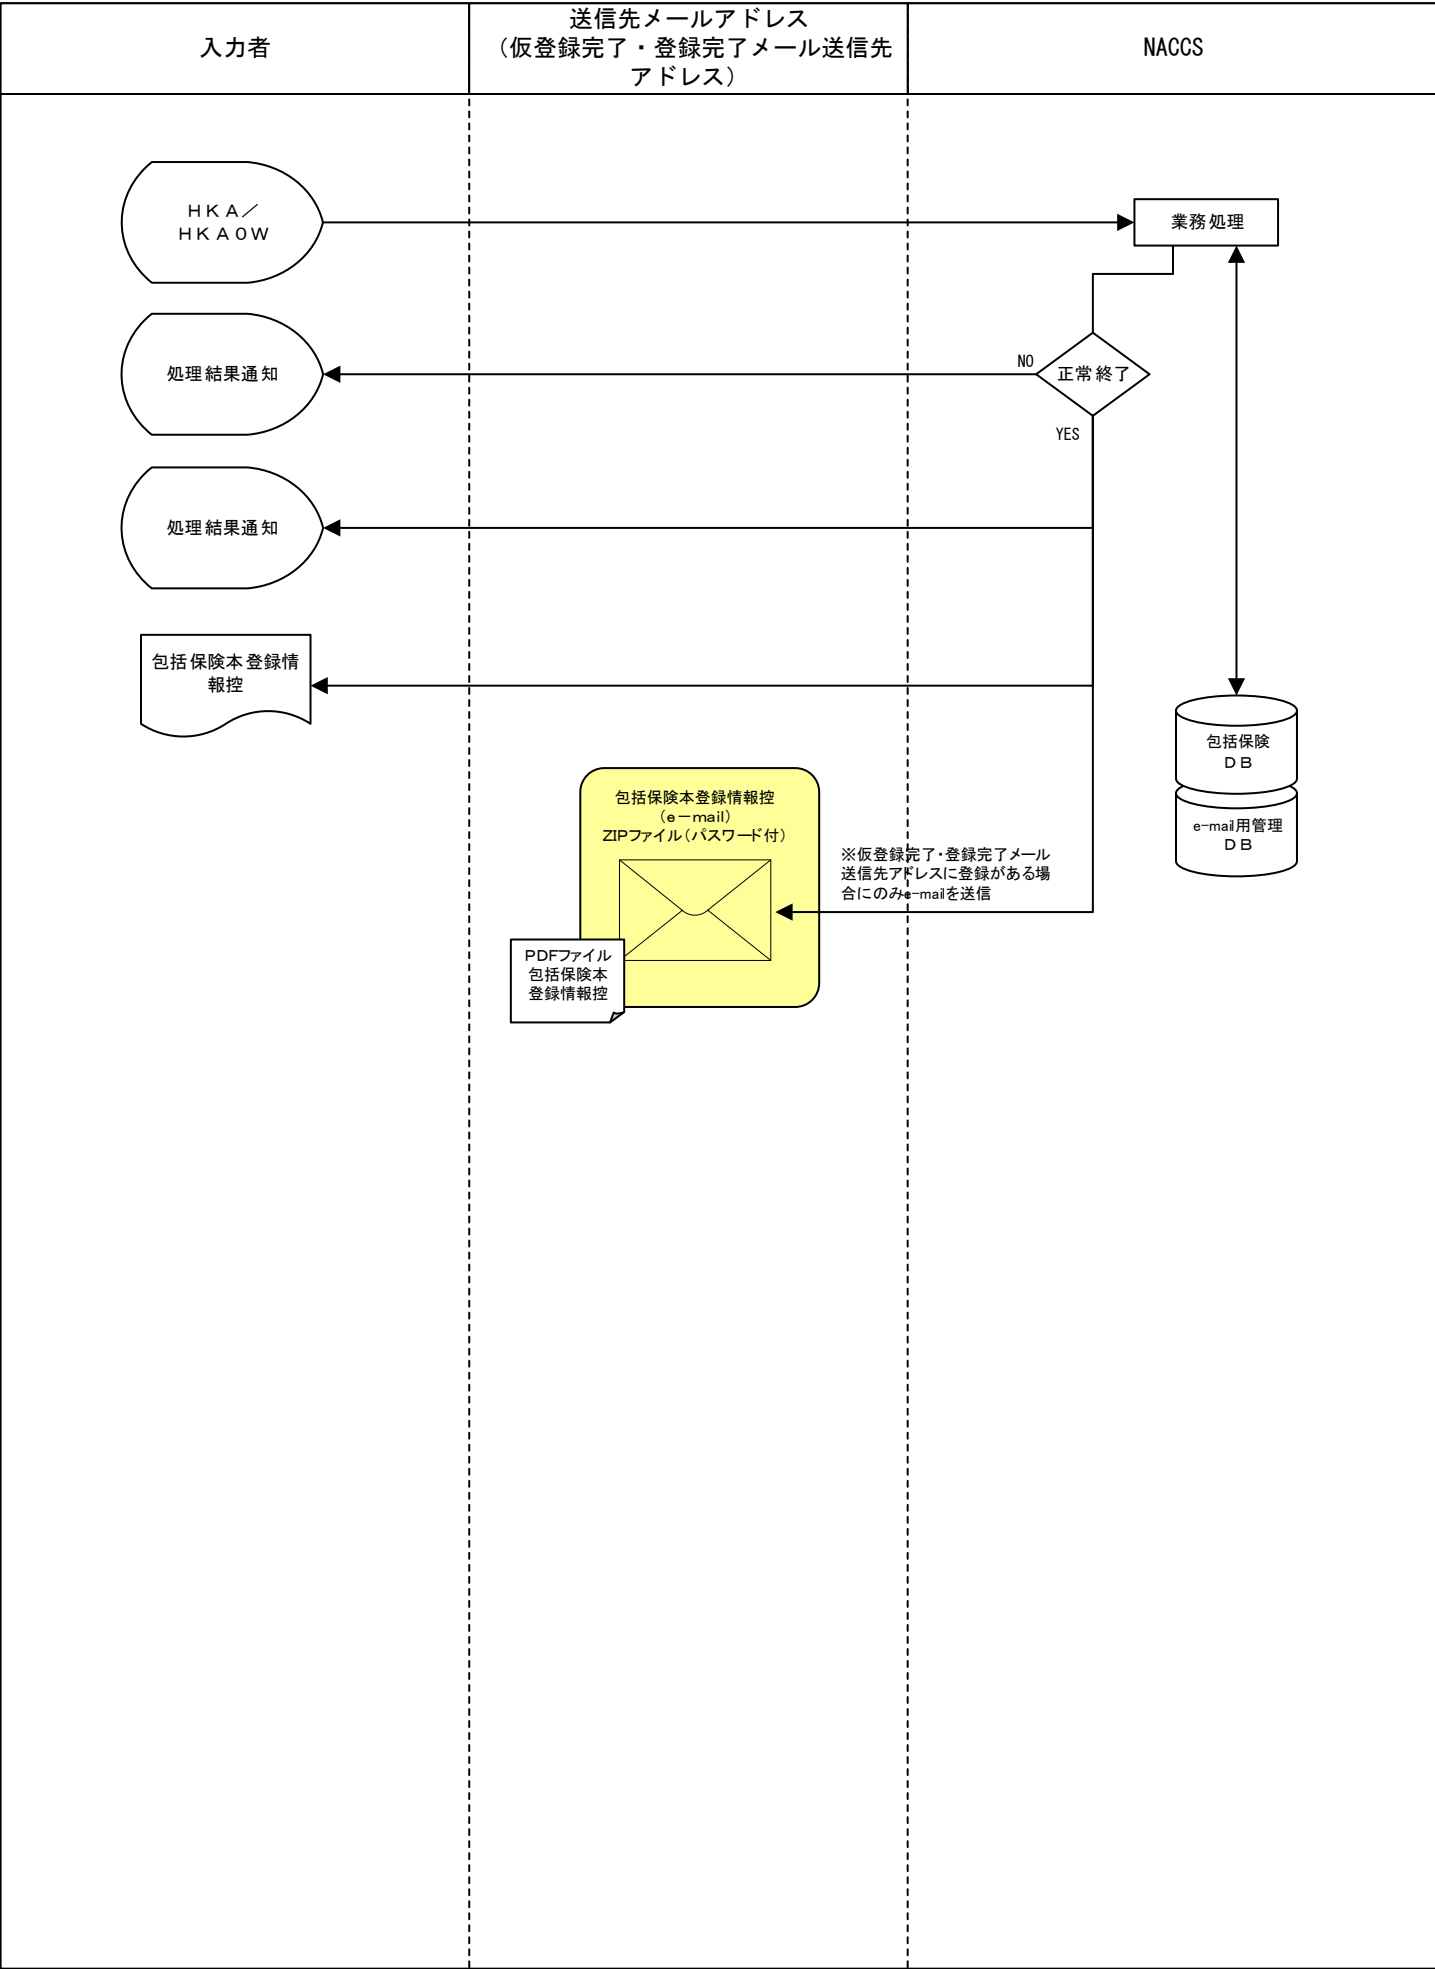 入力者
送信先メールアドレス
（仮登録完了・登録完了メール送信先
アドレス）
NACCS
ＨＫＡ／
ＨＫＡ０Ｗ
業務処理
処理結果通知
NO
正常終了
YES
処理結果通知
包括保険本登録情
報控
包括保険
ＤＢ
e-mail用管理
ＤＢ
包括保険本登録情報控
（e－mail）
ZIPファイル（パスワード付）
※仮登録完了・登録完了メール
送信先アドレスに登録がある場
合にのみe-mailを送信
PDFファイル
包括保険本
登録情報控